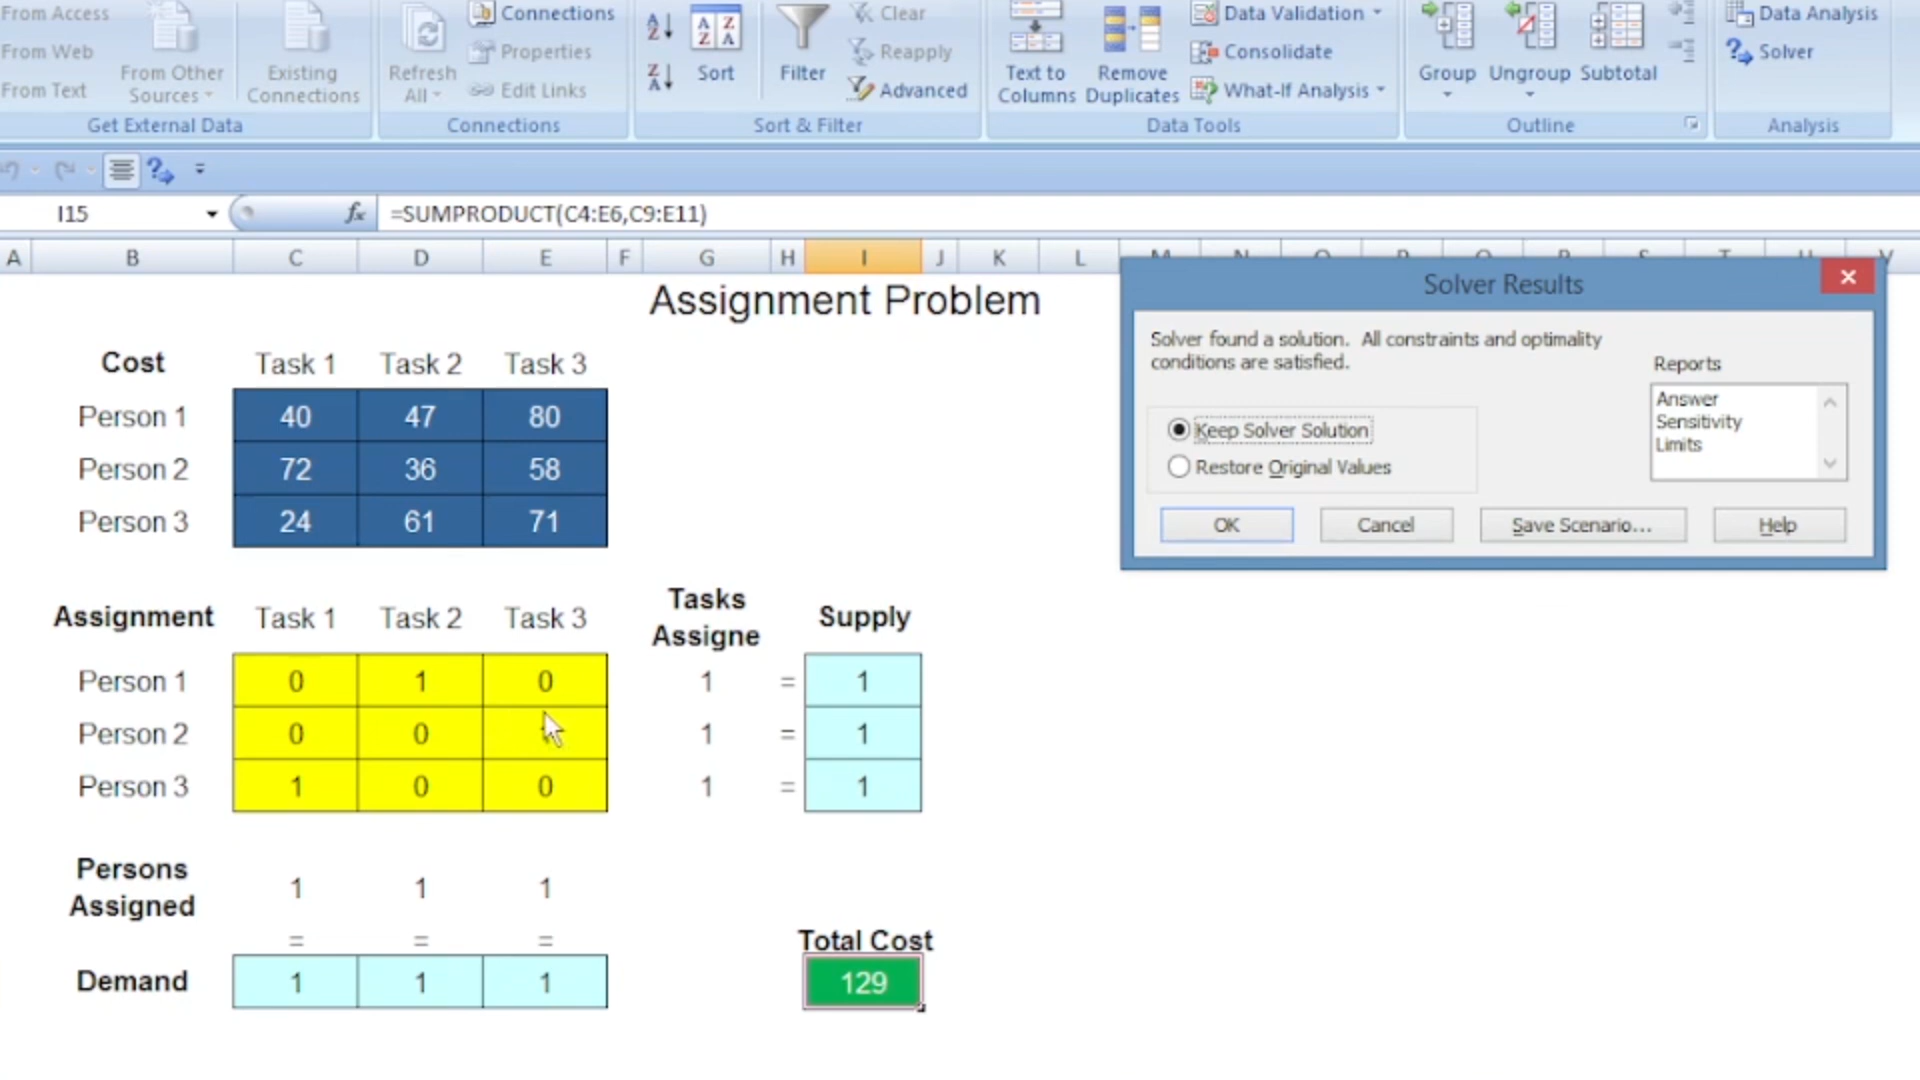 From Access
From Web
From Text
From Other
Sources
Existing
Connections
Get External Data
Refresh
All
Connections
Properties
Edit Links
Connections
A
Z
Z
A
A Z
Z A
Sort
Filter
Clear
Reapply
Advanced
Sort & Filter
Text to
Columns
Remove
Duplicates
Data Validation
Consolidate
What-If Analysis
Data Tools
Group
Ungroup
Subtotal
Outline
Data Analysis
Solver
Analysis
I15
fx =SUMPRODUCT(C4:E6,C9:E11)
A B C D E F G H I J K L
Assignment Problem
Cost Task 1 Task 2 Task 3
Person 1 40 47 80
Person 2 72 36 58
Person 3 24 61 71
Assignment Task 1 Task 2 Task 3
Tasks
Assigne
Supply
Person 1 0 1 0 1 = 1
Person 2 0 0 1 = 1
Person 3 1 0 0 1 = 1
Persons
Assigned
1 1 1
= = =
Demand 1 1 1
Total Cost
129
Solver Results
Solver found a solution. All constraints and optimality
conditions are satisfied.
Keep Solver Solution
Restore Original Values
Reports
Answer
Sensitivity
Limits
OK Cancel Save Scenario... Help